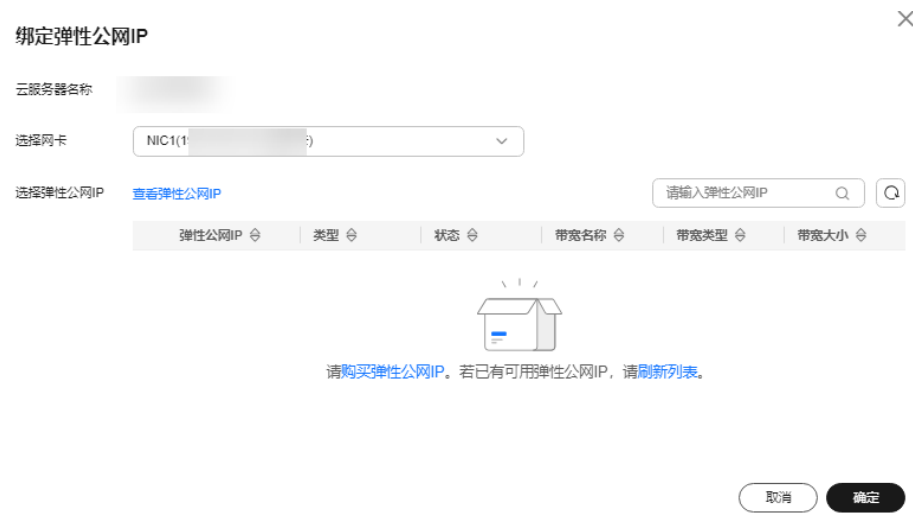 绑定弹性公网IP
云服务器名称
选择网卡 NIC1(1
选择弹性公网IP 查看弹性公网IP 请输入弹性公网IP
弹性公网IP 类型 状态 带宽名称 带宽类型 带宽大小
请购买弹性公网IP。若已有可用弹性公网IP，请刷新列表。
取消 确定